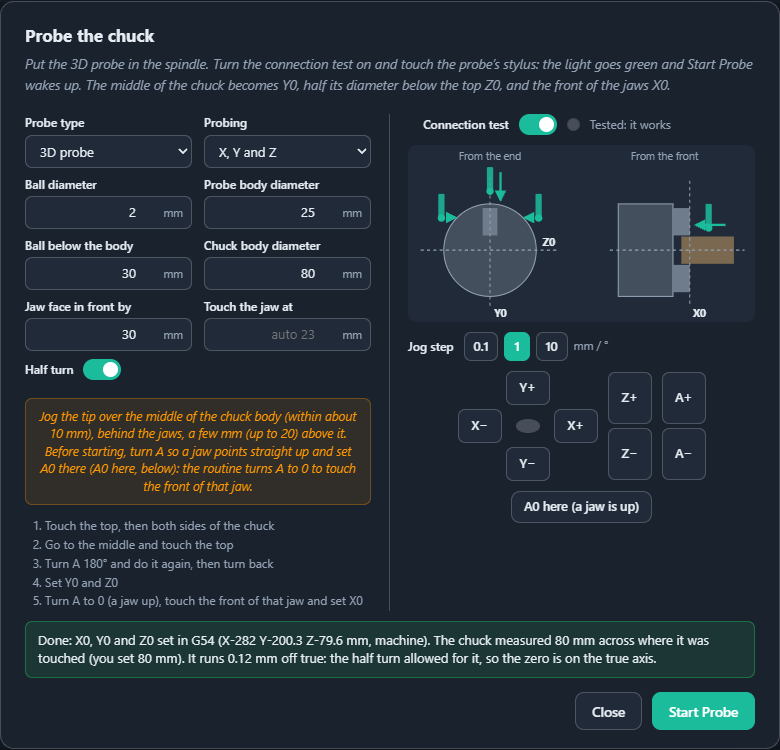 Probe the chuck
Put the 3D probe in the spindle. Turn the connection test on and touch the probe's stylus: the light goes green and Start Probe
wakes up. The middle of the chuck becomes Y0, half its diameter below the top Z0, and the front of the jaws X0.
Probe type
Probing
3D probe
X, Y and Z
Ball diameter
Probe body diameter
2 mm
25 mm
Ball below the body
Chuck body diameter
30 mm
80 mm
Jaw face in front by
Touch the jaw at
30 mm
auto 23 mm
Half turn
Jog the tip over the middle of the chuck body (within about
10 mm), behind the jaws, a few mm (up to 20) above it.
Before starting, turn A so a jaw points straight up and set
A0 there (A0 here, below): the routine turns A to 0 to touch
the front of that jaw.
1. Touch the top, then both sides of the chuck
2. Go to the middle and touch the top
3. Turn A 180° and do it again, then turn back
4. Set Y0 and Z0
5. Turn A to 0 (a jaw up), touch the front of that jaw and set X0
Connection test
Tested: it works
From the end
From the front
Z0
Y0
X0
Jog step
0.1
1
10
mm / °
Y+
X−
X+
Y−
Z+
A+
Z−
A−
A0 here (a jaw is up)
Done: X0, Y0 and Z0 set in G54 (X-282 Y-200.3 Z-79.6 mm, machine). The chuck measured 80 mm across where it was
touched (you set 80 mm). It runs 0.12 mm off true: the half turn allowed for it, so the zero is on the true axis.
Close
Start Probe